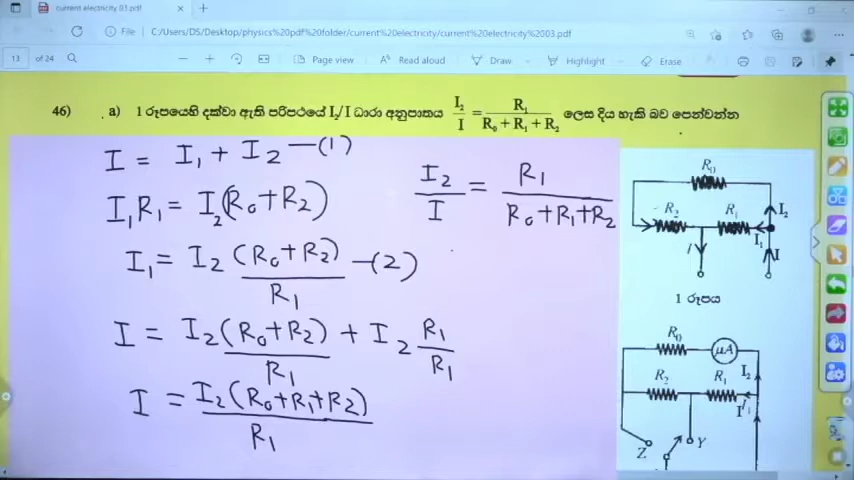 current electricity 03.pdf
File C:/Users/DS/Desktop/physics%20pdf%20folder/current%20electricity/current%20electricity%2003.pdf
13 of 24 Page view Read aloud Draw Highlight Erase
46) a) 1 රූපයෙහි දක්වා ඇති පරිපථයේ I₂/I ධාරා අනුපාතය I₂/I = R₁/(R₀ + R₁ + R₂) ලෙස දිය හැකි බව පෙන්වන්න
I = I₁ + I₂ —(1)
I₁R₁ = I₂(R₀+R₂)
I₁ = I₂ (R₀+R₂)/R₁ —(2)
I = I₂(R₀+R₂)/R₁ + I₂ R₁/R₁
I = I₂(R₀+R₁+R₂)/R₁
I₂/I = R₁/(R₀+R₁+R₂)
R₀
R₂ R₁ I₂
I₁
I I
1 රූපය
R₀ μA
R₂ R₁ I₂
I₁
Z Y